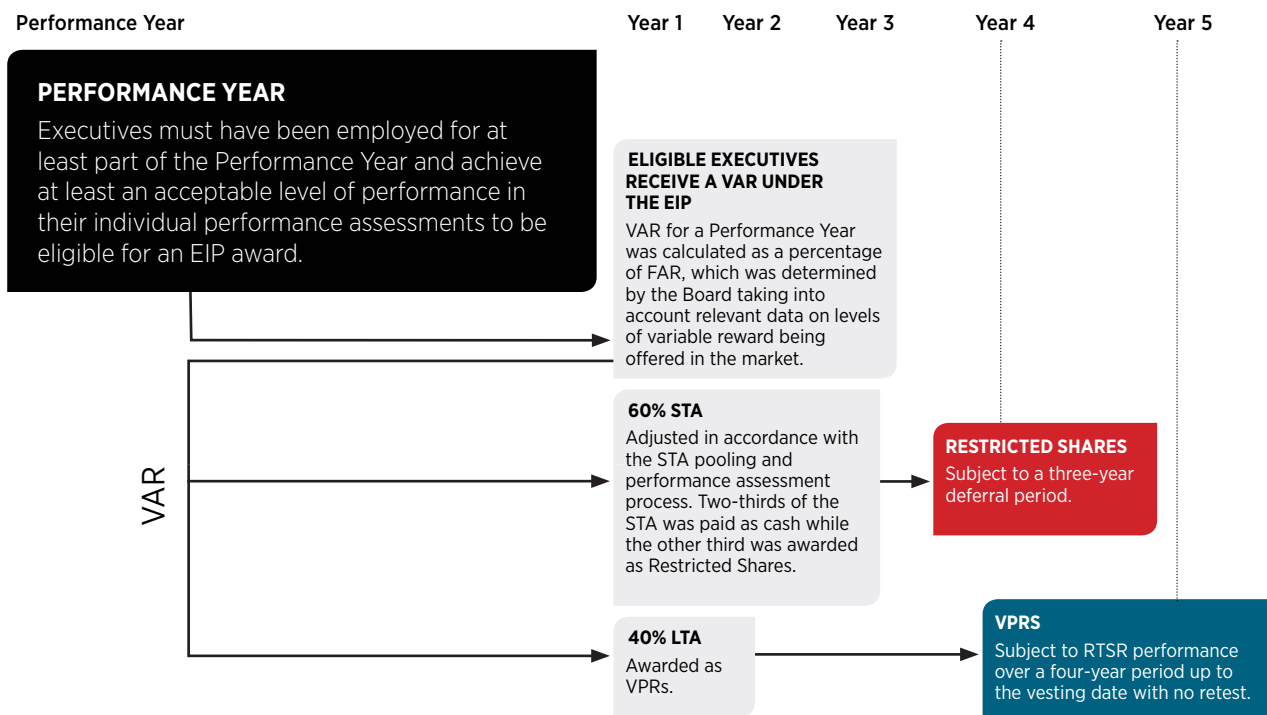 Performance Year
Year 1
Year 2
Year 3
Year 4
Year 5
PERFORMANCE YEAR
Executives must have been employed for at
least part of the Performance Year and achieve
at least an acceptable level of performance in
their individual performance assessments to be
eligible for an EIP award.
ELIGIBLE EXECUTIVES
RECEIVE A VAR UNDER
THE EIP
VAR for a Performance Year
was calculated as a percentage
of FAR, which was determined
by the Board taking into
account relevant data on levels
of variable reward being
offered in the market.
VAR
60% STA
Adjusted in accordance with
the STA pooling and
performance assessment
process. Two-thirds of the
STA was paid as cash while
the other third was awarded
as Restricted Shares.
RESTRICTED SHARES
Subject to a three-year
deferral period.
40% LTA
Awarded as
VPRs.
VPRS
Subject to RTSR performance
over a four-year period up to
the vesting date with no retest.